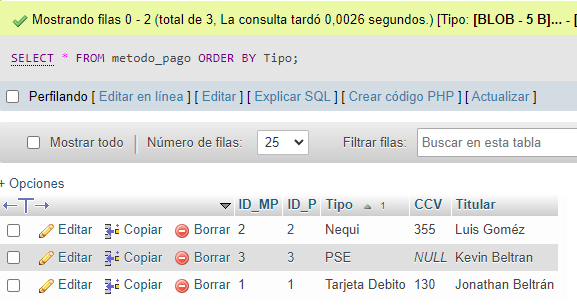 Mostrando filas 0 - 2 (total de 3, La consulta tardó 0,0026 segundos.) [Tipo: [BLOB - 5 B]... - [
SELECT * FROM metodo_pago ORDER BY Tipo;
Perfilando [ Editar en línea ] [ Editar ] [ Explicar SQL ] [ Crear código PHP ] [ Actualizar ]
Mostrar todo Número de filas: 25 Filtrar filas: Buscar en esta tabla
+ Opciones
←T→ ID_MP ID_P Tipo 1 CCV Titular
Editar Copiar Borrar 2 2 Nequi 355 Luis Goméz
Editar Copiar Borrar 3 3 PSE NULL Kevin Beltran
Editar Copiar Borrar 1 1 Tarjeta Debito 130 Jonathan Beltrán